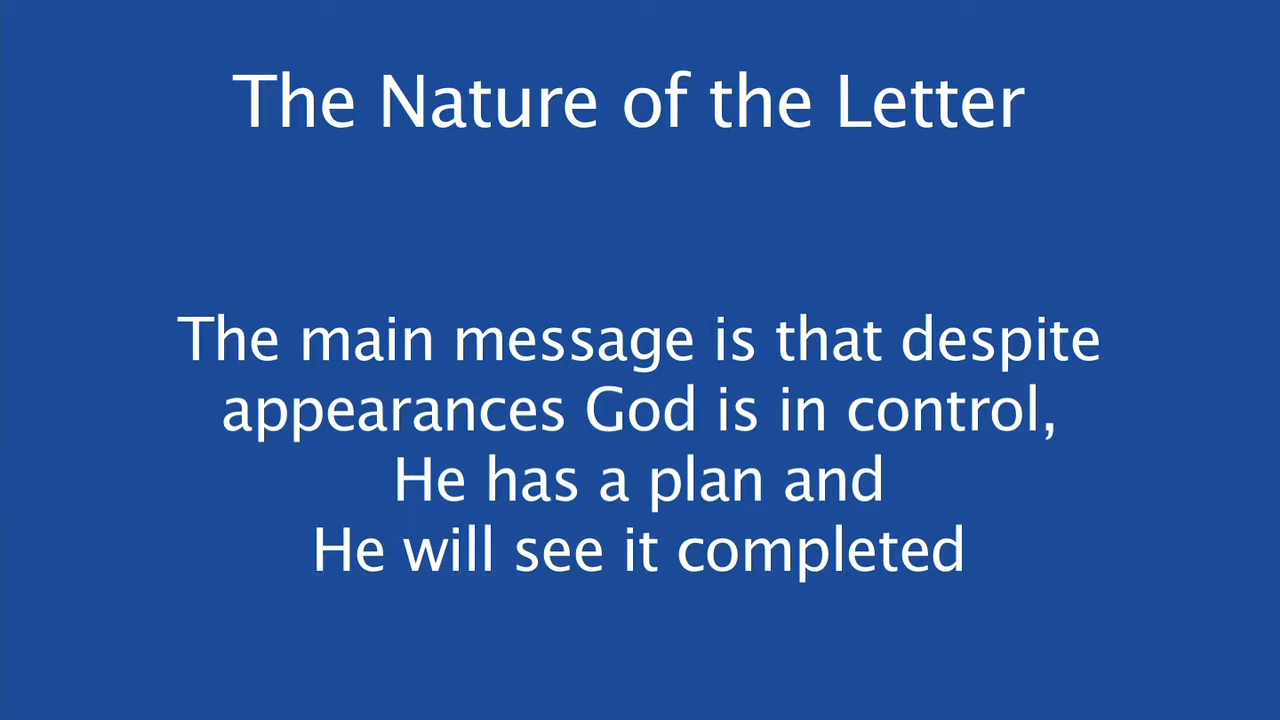 The Nature of the Letter
The main message is that despite
appearances God is in control,
He has a plan and
He will see it completed